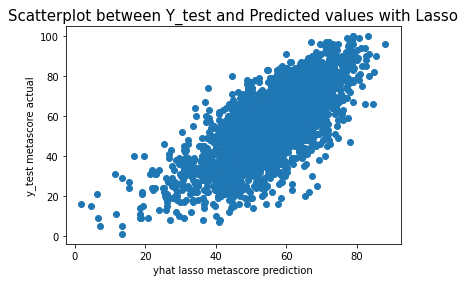 Scatterplot between Y_test and Predicted values with Lasso
100
80
60
40
20
0
y_test metascore actual
0 20 40 60 80
yhat lasso metascore prediction